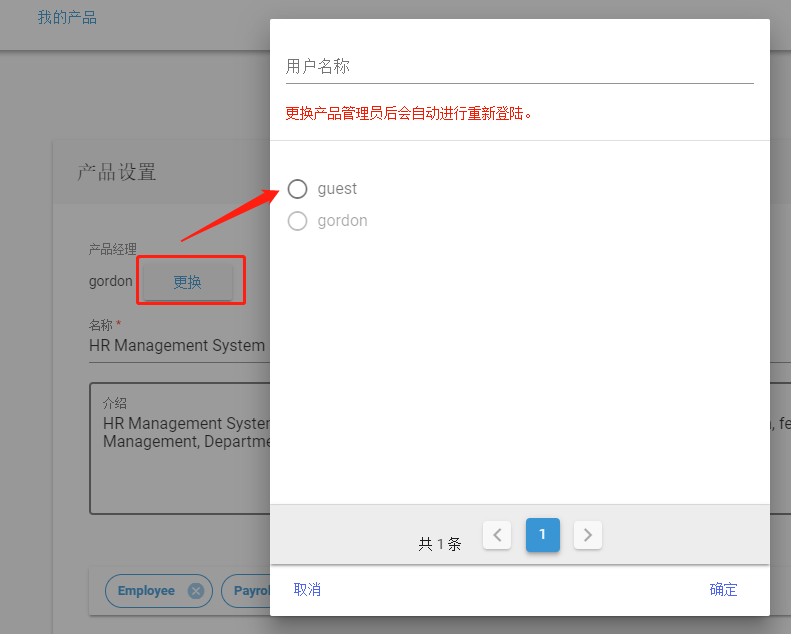 我的产品
用户名称
更换产品管理员后会自动进行重新登陆。
产品设置
guest
gordon
产品经理
gordon 更换
名称 *
HR Management System
介绍
HR Management System
, fe
Management, Departme
共 1 条
1
Employee
Payrol
取消
确定